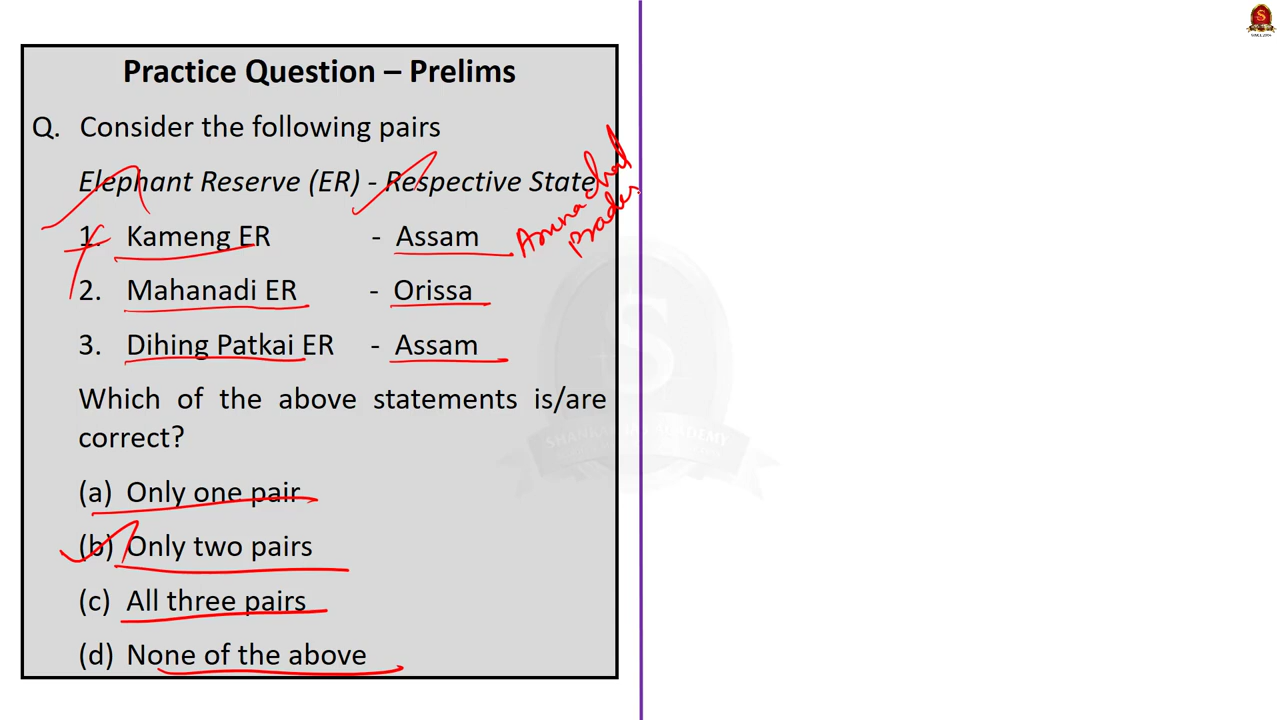 Practice Question – Prelims
Q. Consider the following pairs
Elephant Reserve (ER) - Respective State
1. Kameng ER - Assam Arunachal
Prades
2. Mahanadi ER - Orissa
3. Dihing Patkai ER - Assam
Which of the above statements is/are
correct?
(a) Only one pair
(b) Only two pairs
(c) All three pairs
(d) None of the above